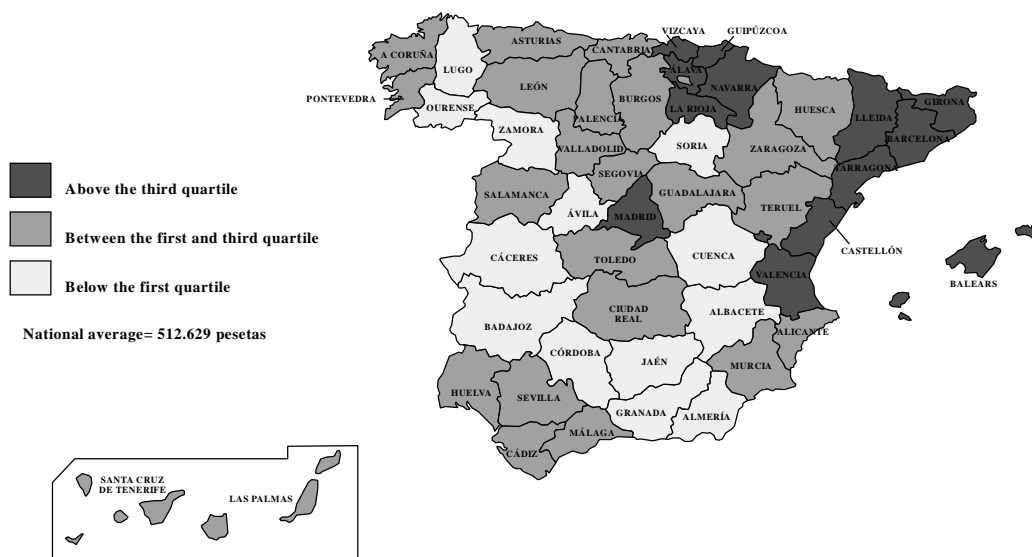 VIZCAYA
GUIPÚZCOA
ASTURIAS
CANTABRIA
A CORUÑA
LUGO
ÁLAVA
LEÓN
NAVARRA
PONTEVEDRA
BURGOS
HUESCA
GIRONA
OURENSE
PALENCIA
LA RIOJA
LLEIDA
ZAMORA
BARCELONA
VALLADOLID
SORIA
ZARAGOZA
TARRAGONA
SEGOVIA
SALAMANCA
GUADALAJARA
TERUEL
ÁVILA
MADRID
CASTELLÓN
CÁCERES
TOLEDO
CUENCA
VALENCIA
BALEARS
CIUDAD
REAL
ALBACETE
BADAJOZ
ALICANTE
CÓRDOBA
JAÉN
MURCIA
HUELVA
SEVILLA
GRANADA
ALMERÍA
MÁLAGA
CÁDIZ
Above the third quartile
Between the first and third quartile
Below the first quartile
National average= 512.629 pesetas
SANTA CRUZ
DE TENERIFE
LAS PALMAS